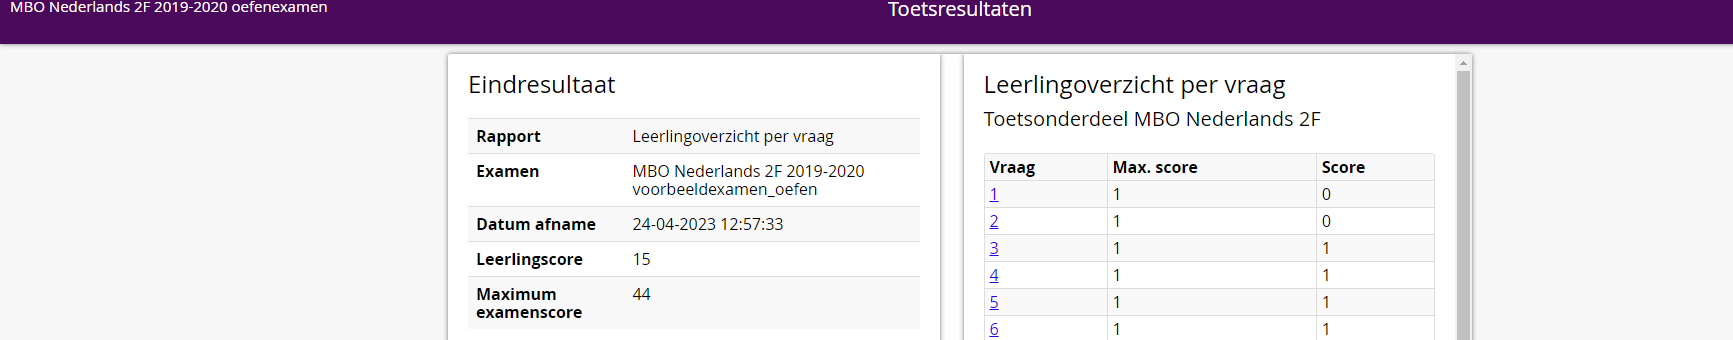 MBO Nederlands 2F 2019-2020 oefenexamen
Toetsresultaten
Eindresultaat
Rapport Leerlingoverzicht per vraag
Examen MBO Nederlands 2F 2019-2020
voorbeeldexamen_oefen
Datum afname 24-04-2023 12:57:33
Leerlingscore 15
Maximum 44
examenscore
Leerlingoverzicht per vraag
Toetsonderdeel MBO Nederlands 2F
Vraag Max. score Score
1 1 0
2 1 0
3 1 1
4 1 1
5 1 1
6 1 1